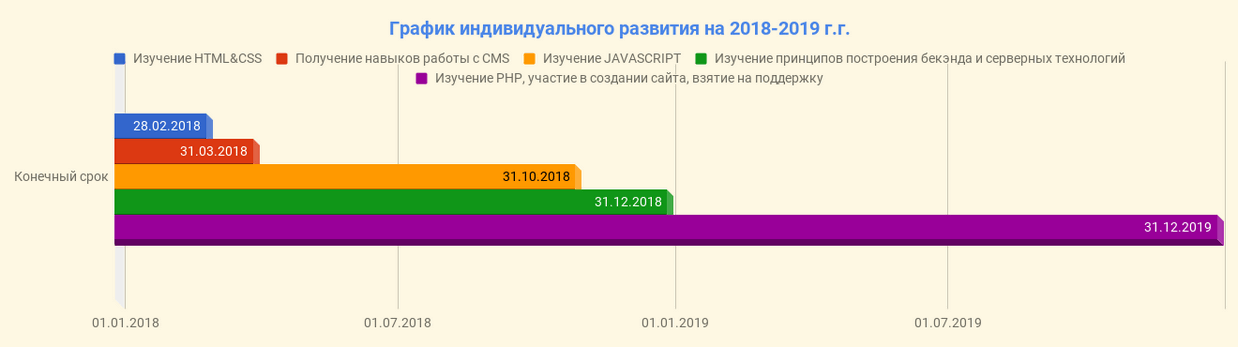 График индивидуального развития на 2018-2019 г.г.
Изучение HTML&CSS Получение навыков работы с CMS Изучение JAVASCRIPT Изучение принципов построения бекэнда и серверных технологий
Изучение PHP, участие в создании сайта, взятие на поддержку
28.02.2018
31.03.2018
Конечный срок 31.10.2018
31.12.2018
31.12.2019
01.01.2018 01.07.2018 01.01.2019 01.07.2019